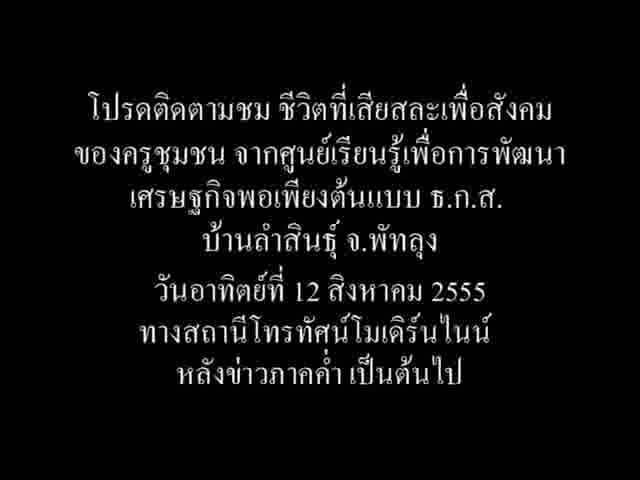 โปรดติดตามชม ชีวิตที่เสียสละเพื่อสังคม
ของครูชุมชน จากศูนย์เรียนรู้เพื่อการพัฒนา
เศรษฐกิจพอเพียงต้นแบบ ธ.ก.ส.
บ้านลำสินธุ์ จ.พัทลุง
วันอาทิตย์ที่ 12 สิงหาคม 2555
ทางสถานีโทรทัศน์โมเดิร์นไนน์
หลังข่าวภาคค่ำ เป็นต้นไป